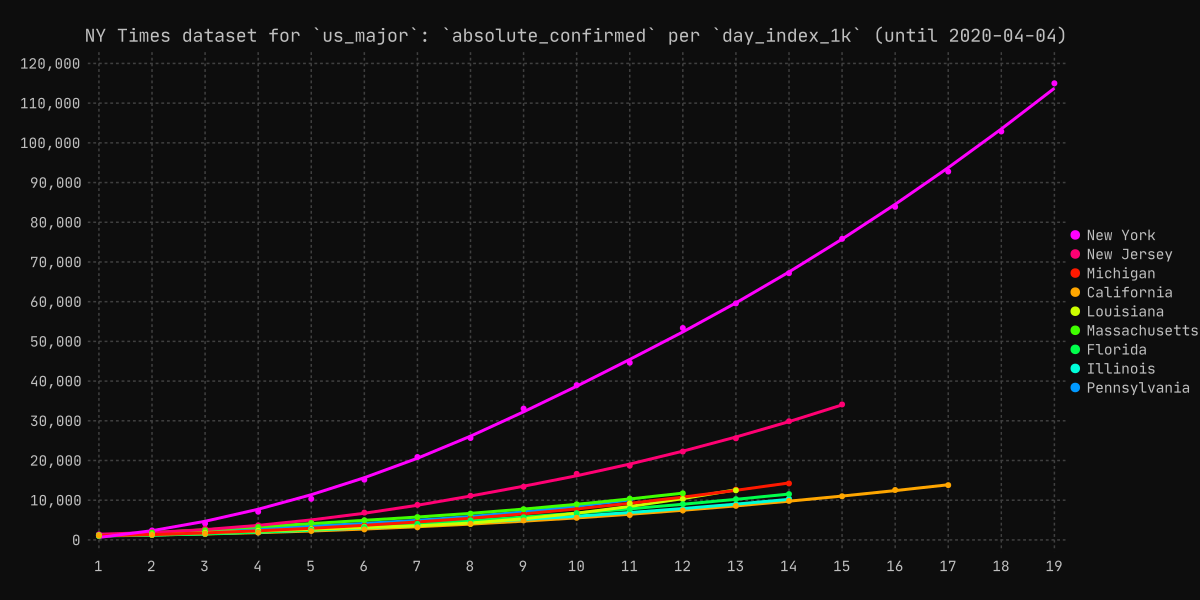 NY Times dataset for `us_major`: `absolute_confirmed` per `day_index_1k` (until 2020-04-04)
120,000
110,000
100,000
90,000
80,000
70,000
60,000
50,000
40,000
30,000
20,000
10,000
0
1 2 3 4 5 6 7 8 9 10 11 12 13 14 15 16 17 18 19
New York
New Jersey
Michigan
California
Louisiana
Massachusetts
Florida
Illinois
Pennsylvania